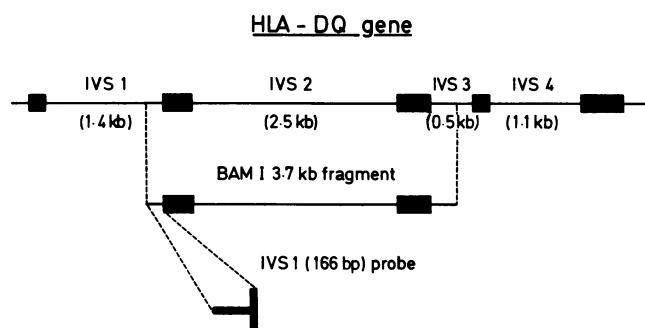 HLA - DQ gene
IVS 1 IVS 2 IVS 3 IVS 4
(1·4 kb) (2.5 kb) (0.5 kb) (1.1 kb)
BAM I 3·7 kb fragment
IVS 1 (166 bp) probe